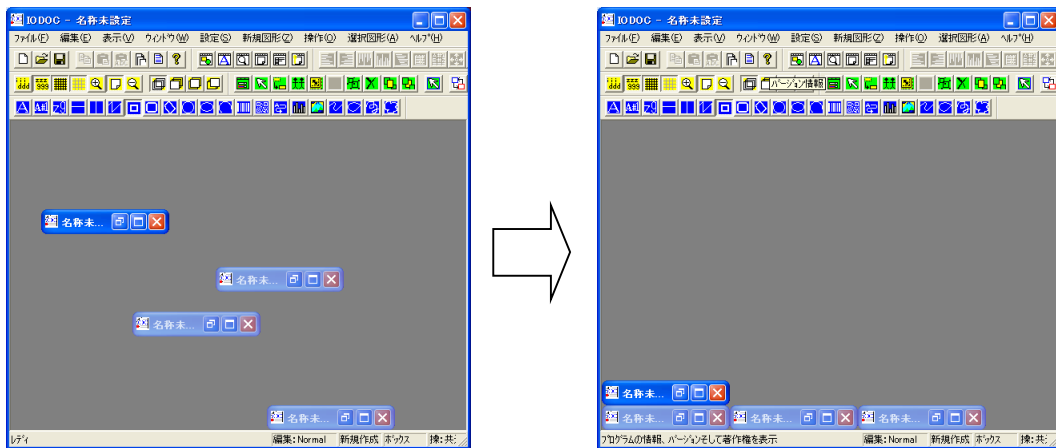 IODOC - 名称未設定
ファイル(F) 編集(E) 表示(V) ウィンドウ(W) 設定(S) 新規図形(Z) 操作(O) 選択図形(A) ヘルプ(H)
ddd 999
名称未...
名称未...
名称未...
名称未...
レディ 編集:Normal 新規作成 ボックス 操:共:
IODOC - 名称未設定
ファイル(F) 編集(E) 表示(V) ウィンドウ(W) 設定(S) 新規図形(Z) 操作(O) 選択図形(A) ヘルプ(H)
ddd 999 バージョン情報
名称未...
名称未... 名称未... 名称未...
プログラムの情報、バージョンそして著作権を表示 編集:Normal 新規作成 ボックス 操:共: